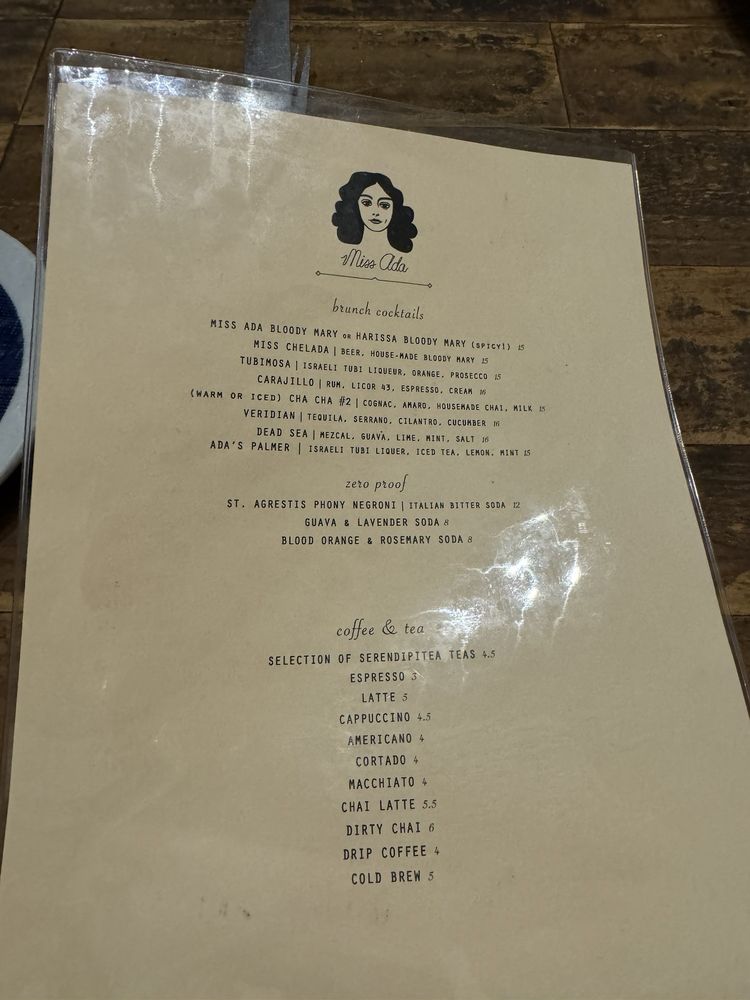 Miss Ada
brunch cocktails
MISS ADA BLOODY MARY OR HARISSA BLOODY MARY (SPICY!) 15
MISS CHELADA | BEER, HOUSE-MADE BLOODY MARY 15
TUBIMOSA | ISRAELI TUBI LIQUEUR, ORANGE, PROSECCO 15
CARAJILLO | RUM, LICOR 43, ESPRESSO, CREAM 16
(WARM OR ICED) CHA CHA #2 | COGNAC, AMARO, HOUSEMADE CHAI, MILK 15
VERIDIAN | TEQUILA, SERRANO, CILANTRO, CUCUMBER 16
DEAD SEA | MEZCAL, GUAVA, LIME, MINT, SALT 16
ADA'S PALMER | ISRAELI TUBI LIQUER, ICED TEA, LEMON, MINT 15
zero proof
ST. AGRESTIS PHONY NEGRONI | ITALIAN BITTER SODA 12
GUAVA & LAVENDER SODA 8
BLOOD ORANGE & ROSEMARY SODA 8
coffee & tea
SELECTION OF SERENDIPITEA TEAS 4.5
ESPRESSO 3
LATTE 5
CAPPUCCINO 4.5
AMERICANO 4
CORTADO 4
MACCHIATO 4
CHAI LATTE 5.5
DIRTY CHAI 6
DRIP COFFEE 4
COLD BREW 5